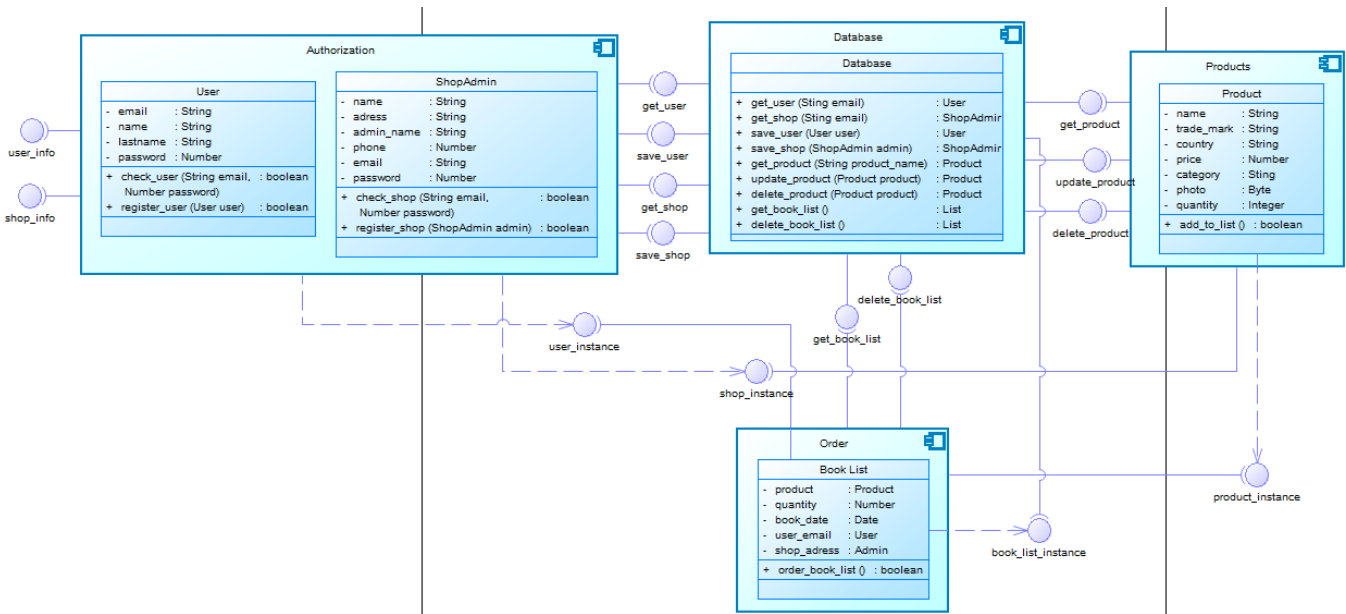 Authorization
User
- email : String
- name : String
- lastname : String
- password : Number
+ check_user (String email, : boolean
Number password)
+ register_user (User user) : boolean
ShopAdmin
- name : String
- adress : String
- admin_name : String
- phone : Number
- email : String
- password : Number
+ check_shop (String email, : boolean
Number password)
+ register_shop (ShopAdmin admin) : boolean
user_info
shop_info
get_user
save_user
get_shop
save_shop
Database
Database
+ get_user (Sting email) : User
+ get_shop (Sting email) : ShopAdmir
+ save_user (User user) : User
+ save_shop (ShopAdmin admin) : ShopAdmir
+ get_product (String product_name) : Product
+ update_product (Product product) : Product
+ delete_product (Product product) : Product
+ get_book_list () : List
+ delete_book_list () : List
get_product
update_product
delete_product
Products
Product
- name : String
- trade_mark : String
- country : String
- price : Number
- category : Sting
- photo : Byte
- quantity : Integer
+ add_to_list () : boolean
delete_book_list
get_book_list
user_instance
shop_instance
Order
Book List
- product : Product
- quantity : Number
- book_date : Date
- user_email : User
- shop_adress : Admin
+ order_book_list () : boolean
product_instance
book_list_instance